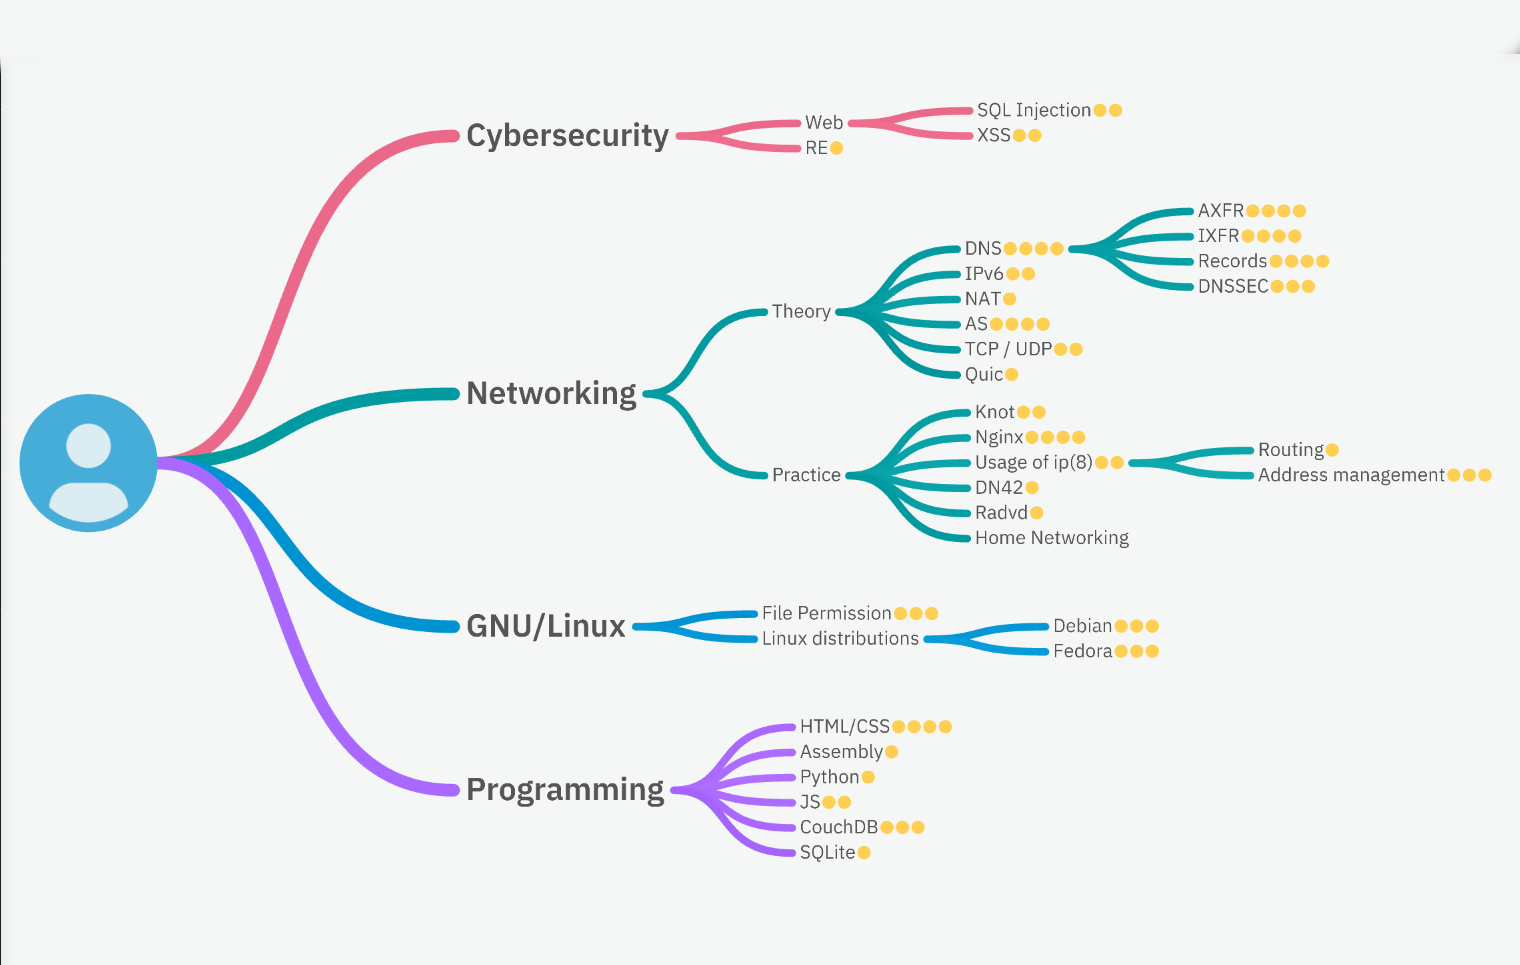 Cybersecurity
Web
SQL Injection
XSS
RE
Networking
Theory
DNS
AXFR
IXFR
Records
DNSSEC
IPv6
NAT
AS
TCP / UDP
Quic
Practice
Knot
Nginx
Usage of ip(8)
Routing
Address management
DN42
Radvd
Home Networking
GNU/Linux
File Permission
Linux distributions
Debian
Fedora
Programming
HTML/CSS
Assembly
Python
JS
CouchDB
SQLite